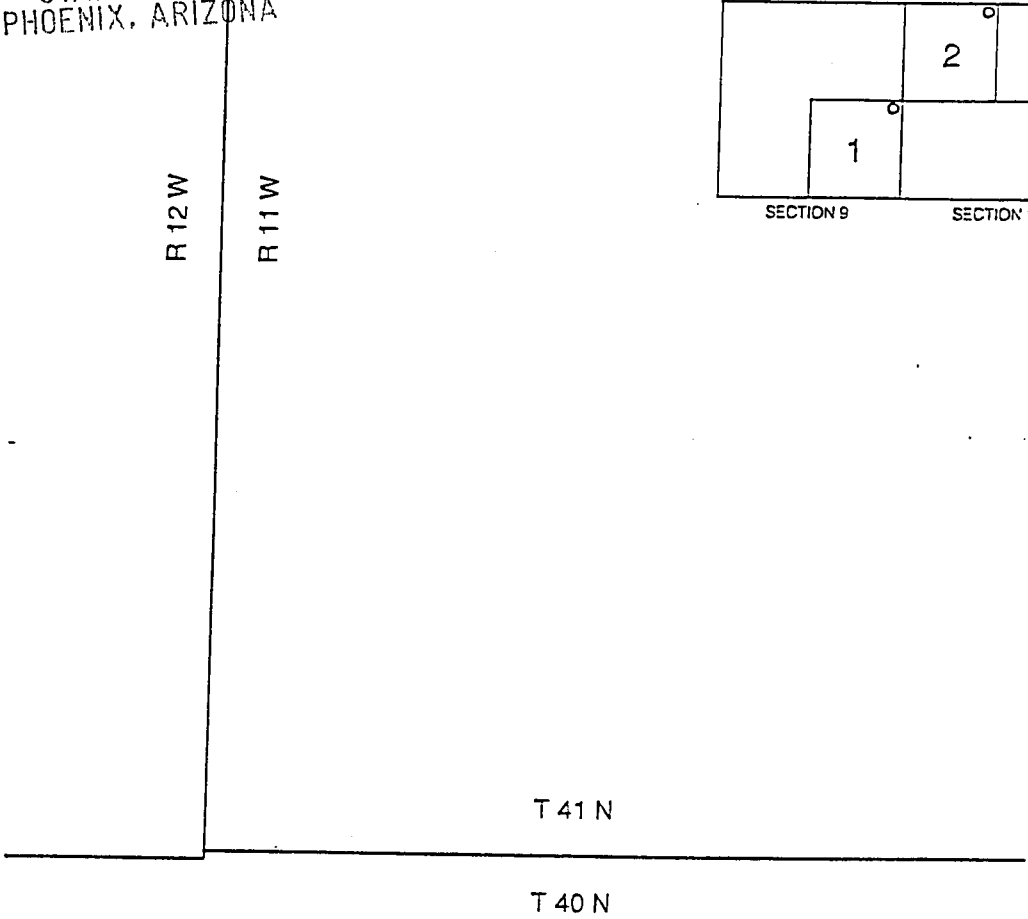 PHOENIX, ARIZONA
2
1
SECTION 9
SECTION
R 12 W
R 11 W
T 41 N
T 40 N